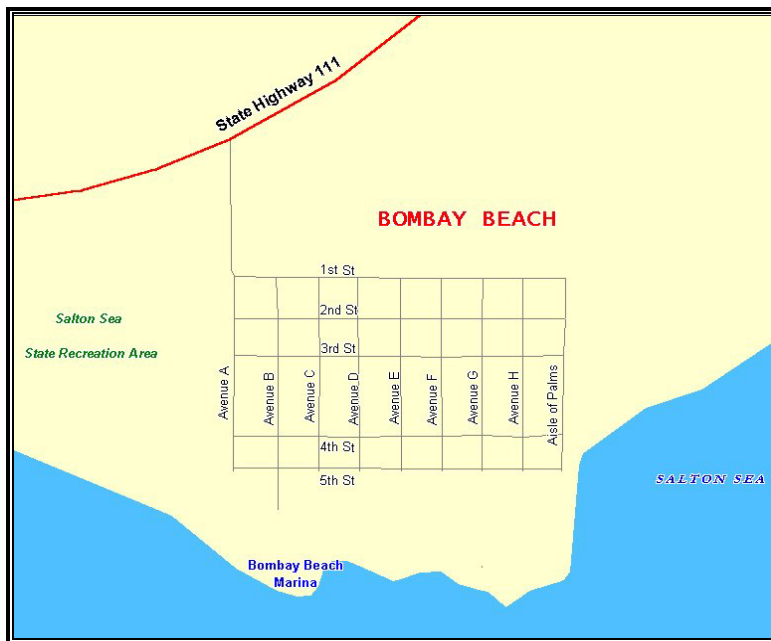 State Highway 111
BOMBAY BEACH
1st St
2nd St
3rd St
Salton Sea
State Recreation Area
Avenue A
Avenue B
Avenue C
Avenue D
Avenue E
Avenue F
Avenue G
Avenue H
Aisle of Palms
4th St
5th St
SALTON SEA
Bombay Beach
Marina